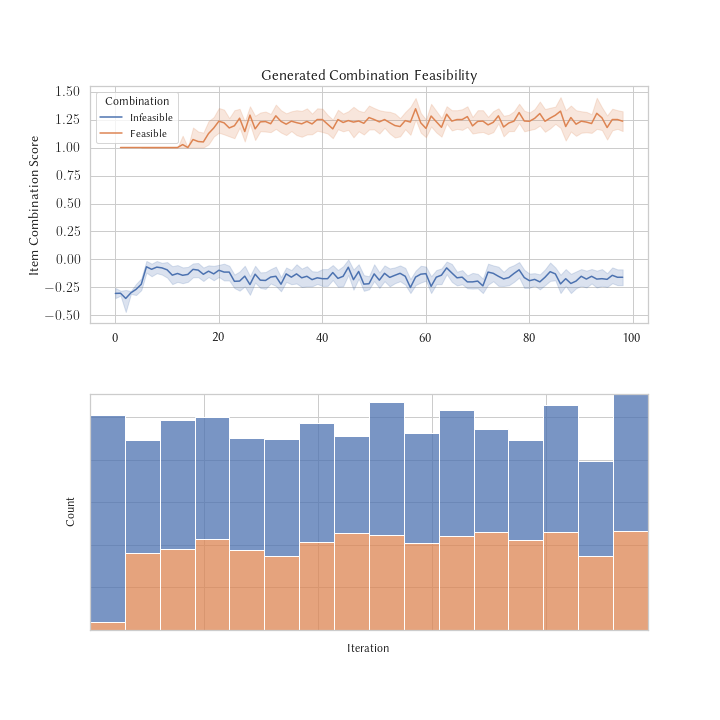 Generated Combination Feasibility
Item Combination Score
1.50
1.25
1.00
0.75
0.50
0.25
0.00
−0.25
−0.50
Combination
Infeasible
Feasible
0 20 40 60 80 100
Count
Iteration